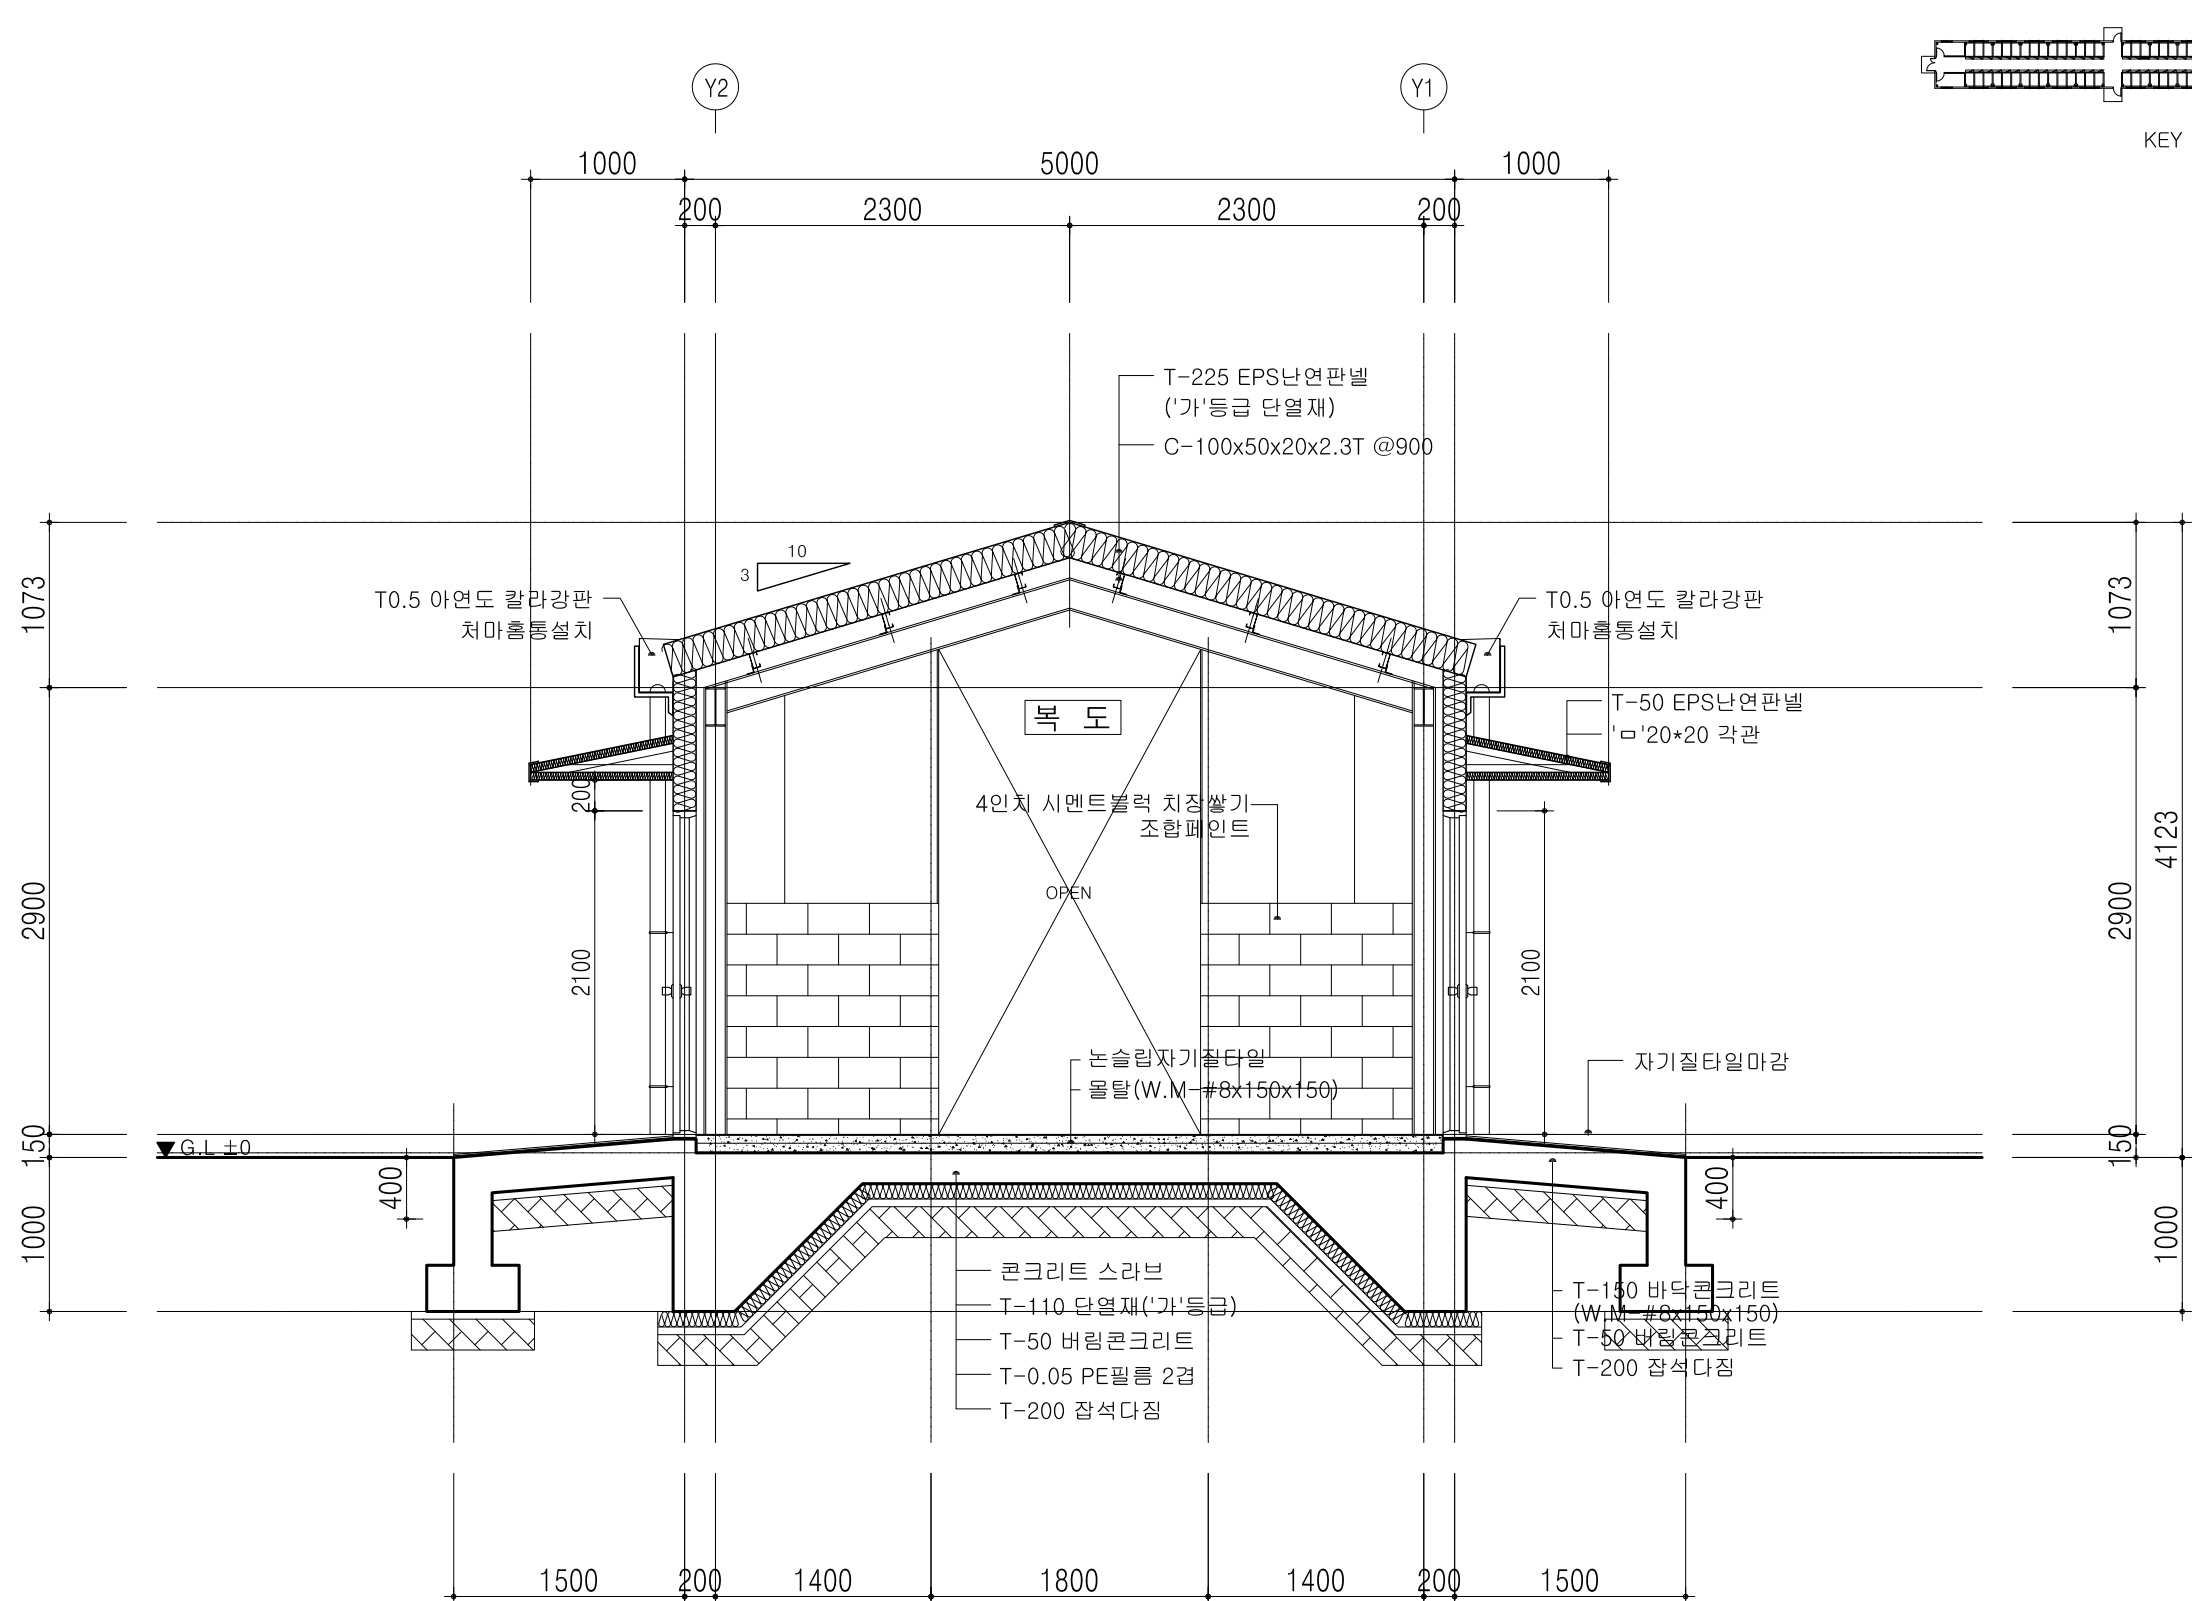 Y2
Y1
KEY
1000
5000
1000
200
2300
2300
200
T-225 EPS난연판넬
('가'등급 단열재)
C-100x50x20x2.3T @900
10
3
1073
1073
T0.5 아연도 칼라강판
처마홈통설치
T0.5 아연도 칼라강판
처마홈통설치
T-50 EPS난연판넬
'ㅁ'20*20 각관
복 도
200
4인치 시멘트블럭 치장쌓기
조합페인트
4123
OPEN
2900
2900
2100
2100
논슬립자기질타일
몰탈(W.M-#8x150x150)
자기질타일마감
150
G.L ±0
150
400
400
1000
1000
콘크리트 스라브
T-110 단열재('가'등급)
T-50 버림콘크리트
T-0.05 PE필름 2겹
T-200 잡석다짐
T-150 바닥콘크리트
(W.M-#8x150x150)
T-50 버림콘크리트
T-200 잡석다짐
1500
200
1400
1800
1400
200
1500